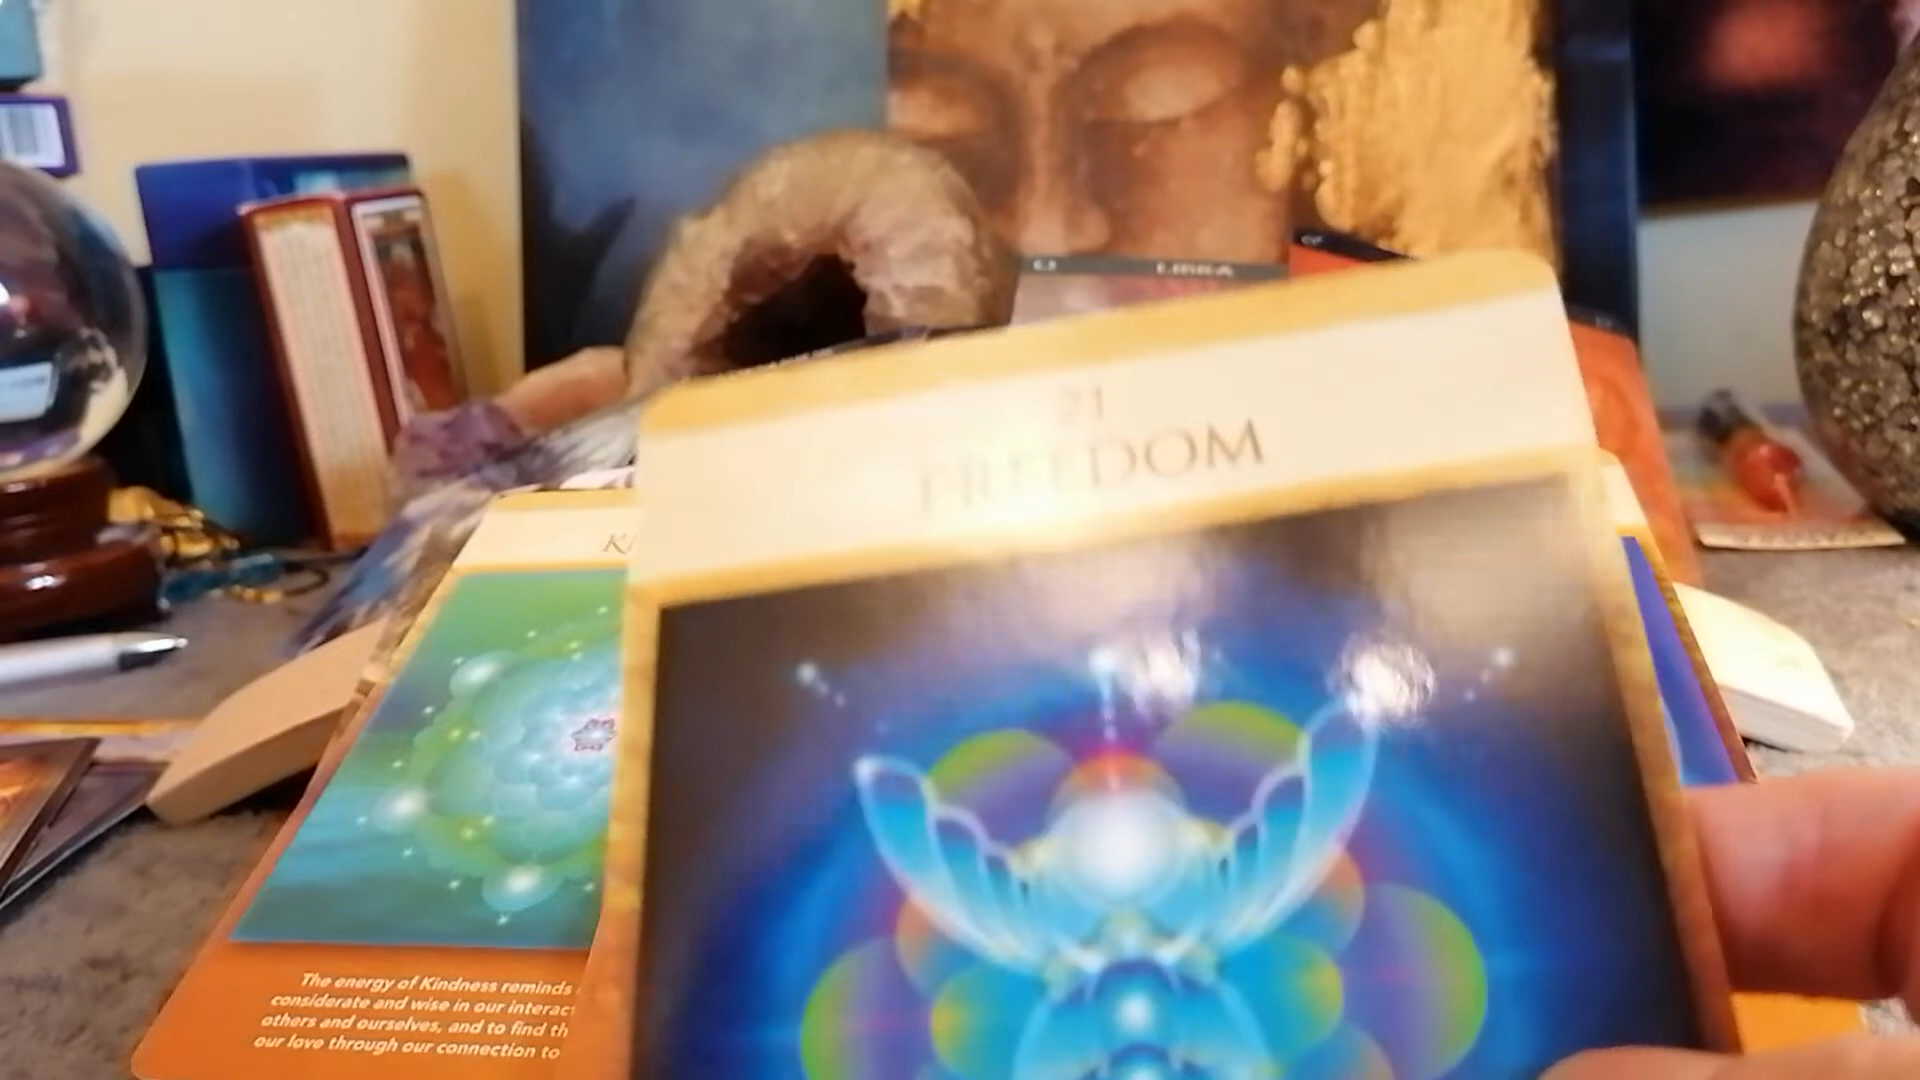 LIBRA
21
FREEDOM
The energy of Kindness reminds
considerate and wise in our interac
others and ourselves, and to find th
our love through our connection to